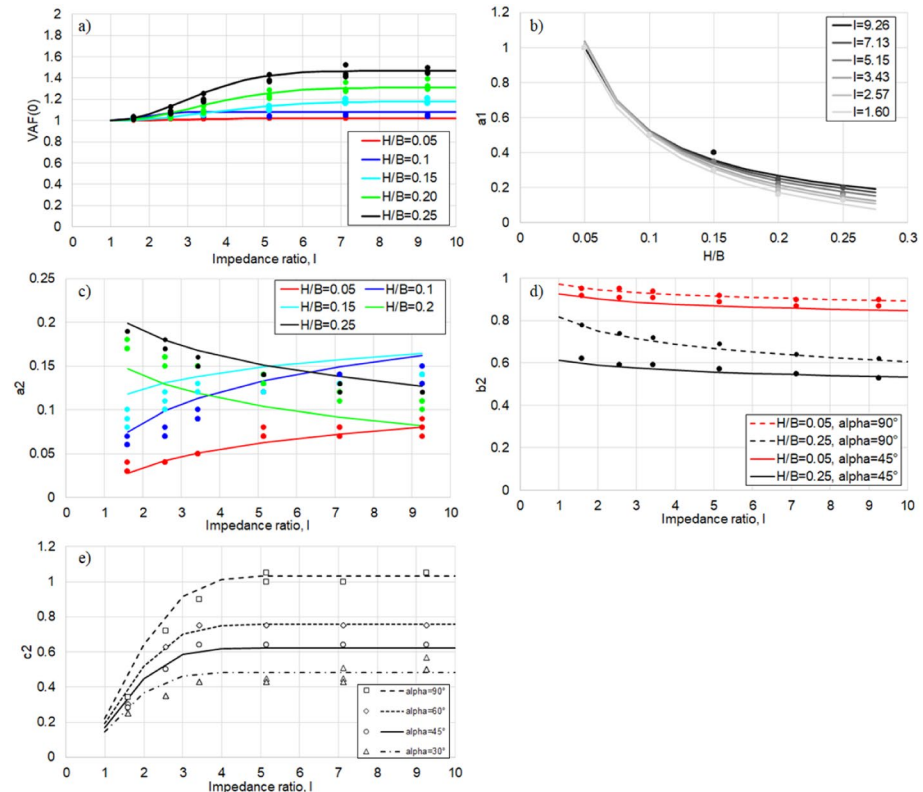 a)
VAF(0)
2
1.8
1.6
1.4
1.2
1
0.8
0.6
0.4
0.2
0
0 1 2 3 4 5 6 7 8 9 10
Impedance ratio, I
H/B=0.05
H/B=0.1
H/B=0.15
H/B=0.20
H/B=0.25
b)
a1
1.2
1
0.8
0.6
0.4
0.2
0
0 0.05 0.1 0.15 0.2 0.25 0.3
H/B
I=9.26
I=7.13
I=5.15
I=3.43
I=2.57
I=1.60
c)
a2
0.25
0.2
0.15
0.1
0.05
0
0 1 2 3 4 5 6 7 8 9 10
Impedance ratio, I
H/B=0.05 H/B=0.1
H/B=0.15 H/B=0.2
H/B=0.25
d)
b2
1
0.8
0.6
0.4
0.2
0
0 1 2 3 4 5 6 7 8 9 10
Impedance ratio, I
H/B=0.05, alpha=90°
H/B=0.25, alpha=90°
H/B=0.05, alpha=45°
H/B=0.25, alpha=45°
e)
c2
1.2
1
0.8
0.6
0.4
0.2
0
0 1 2 3 4 5 6 7 8 9 10
Impedance ratio, I
alpha=90°
alpha=60°
alpha=45°
alpha=30°